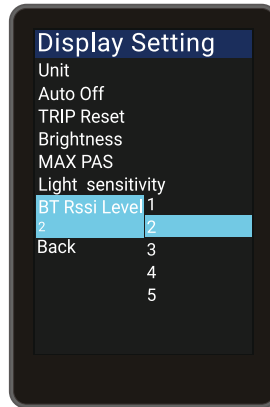 Display Setting
Unit
Auto Off
TRIP Reset
Brightness
MAX PAS
Light sensitivity
BT Rssi Level 1
2 2
Back 3
4
5